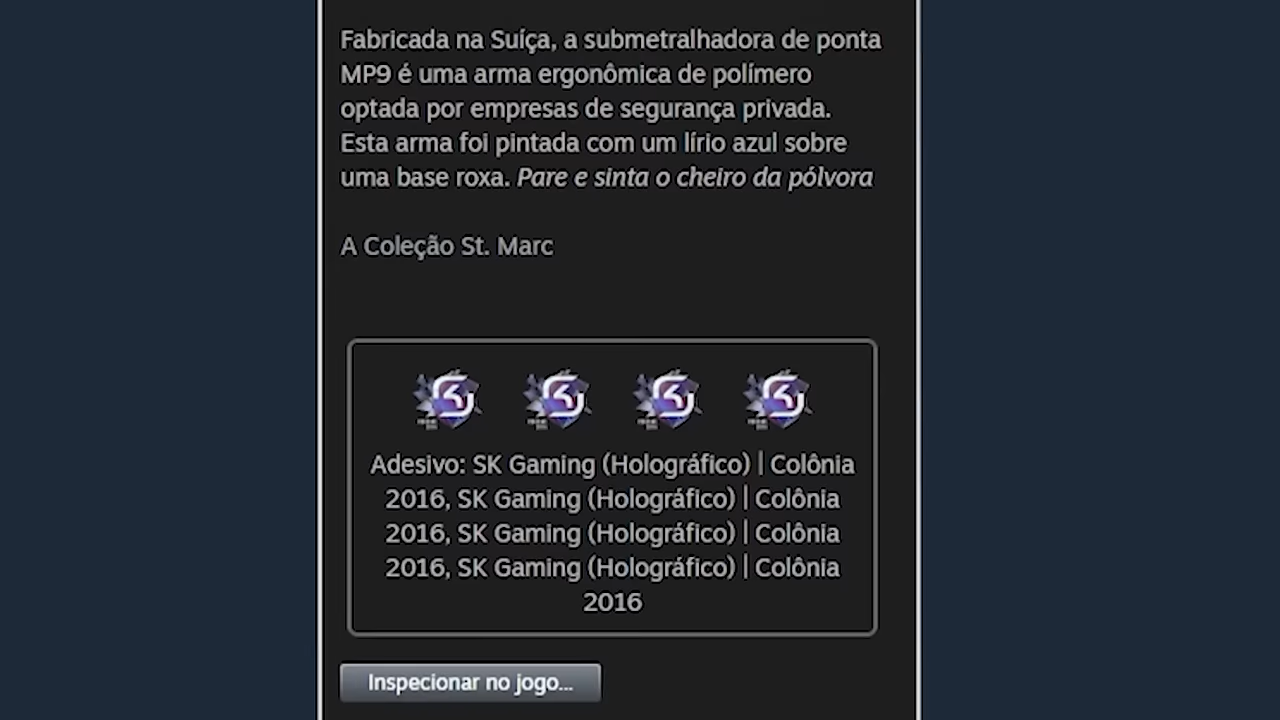 Fabricada na Suíça, a submetralhadora de ponta
MP9 é uma arma ergonômica de polímero
optada por empresas de segurança privada.
Esta arma foi pintada com um lírio azul sobre
uma base roxa. Pare e sinta o cheiro da pólvora
A Coleção St. Marc
Adesivo: SK Gaming (Holográfico) | Colônia
2016, SK Gaming (Holográfico) | Colônia
2016, SK Gaming (Holográfico) | Colônia
2016, SK Gaming (Holográfico) | Colônia
2016
Inspecionar no jogo...